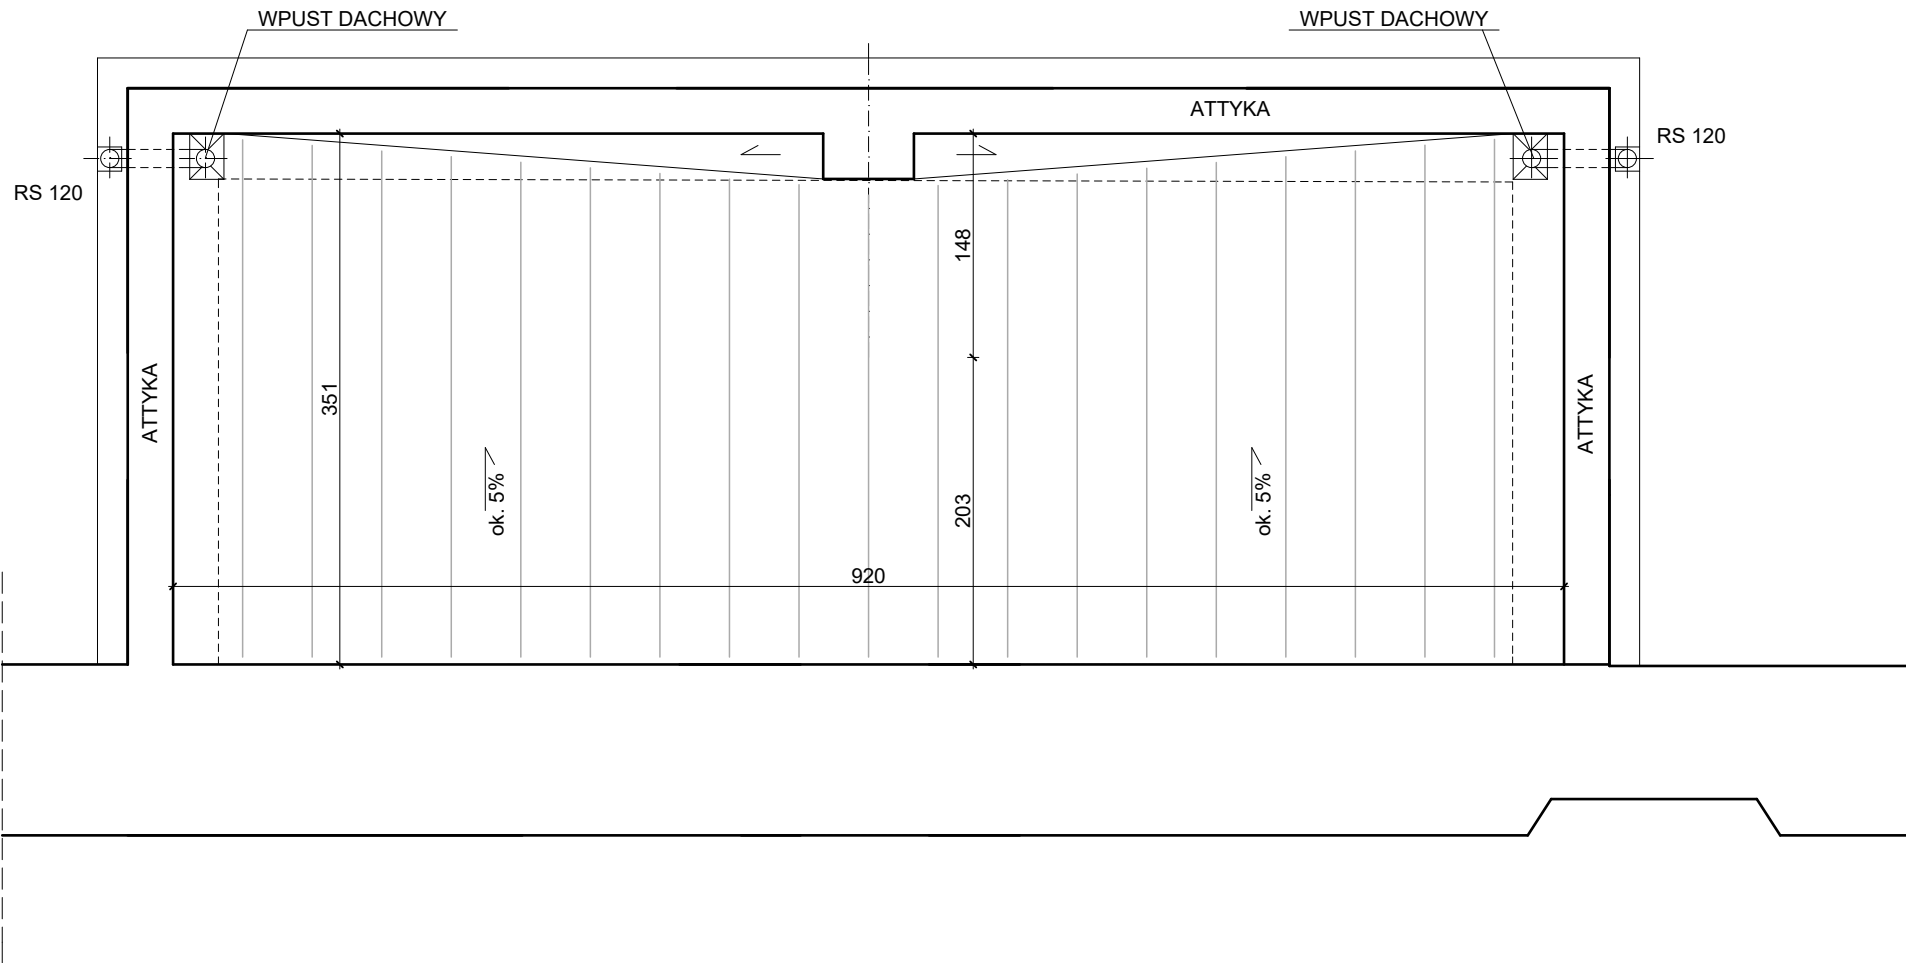 WPUST DACHOWY
WPUST DACHOWY
ATTYKA
RS 120
RS 120
148
351
ATTYKA
ATTYKA
ok. 5%
203
ok. 5%
920